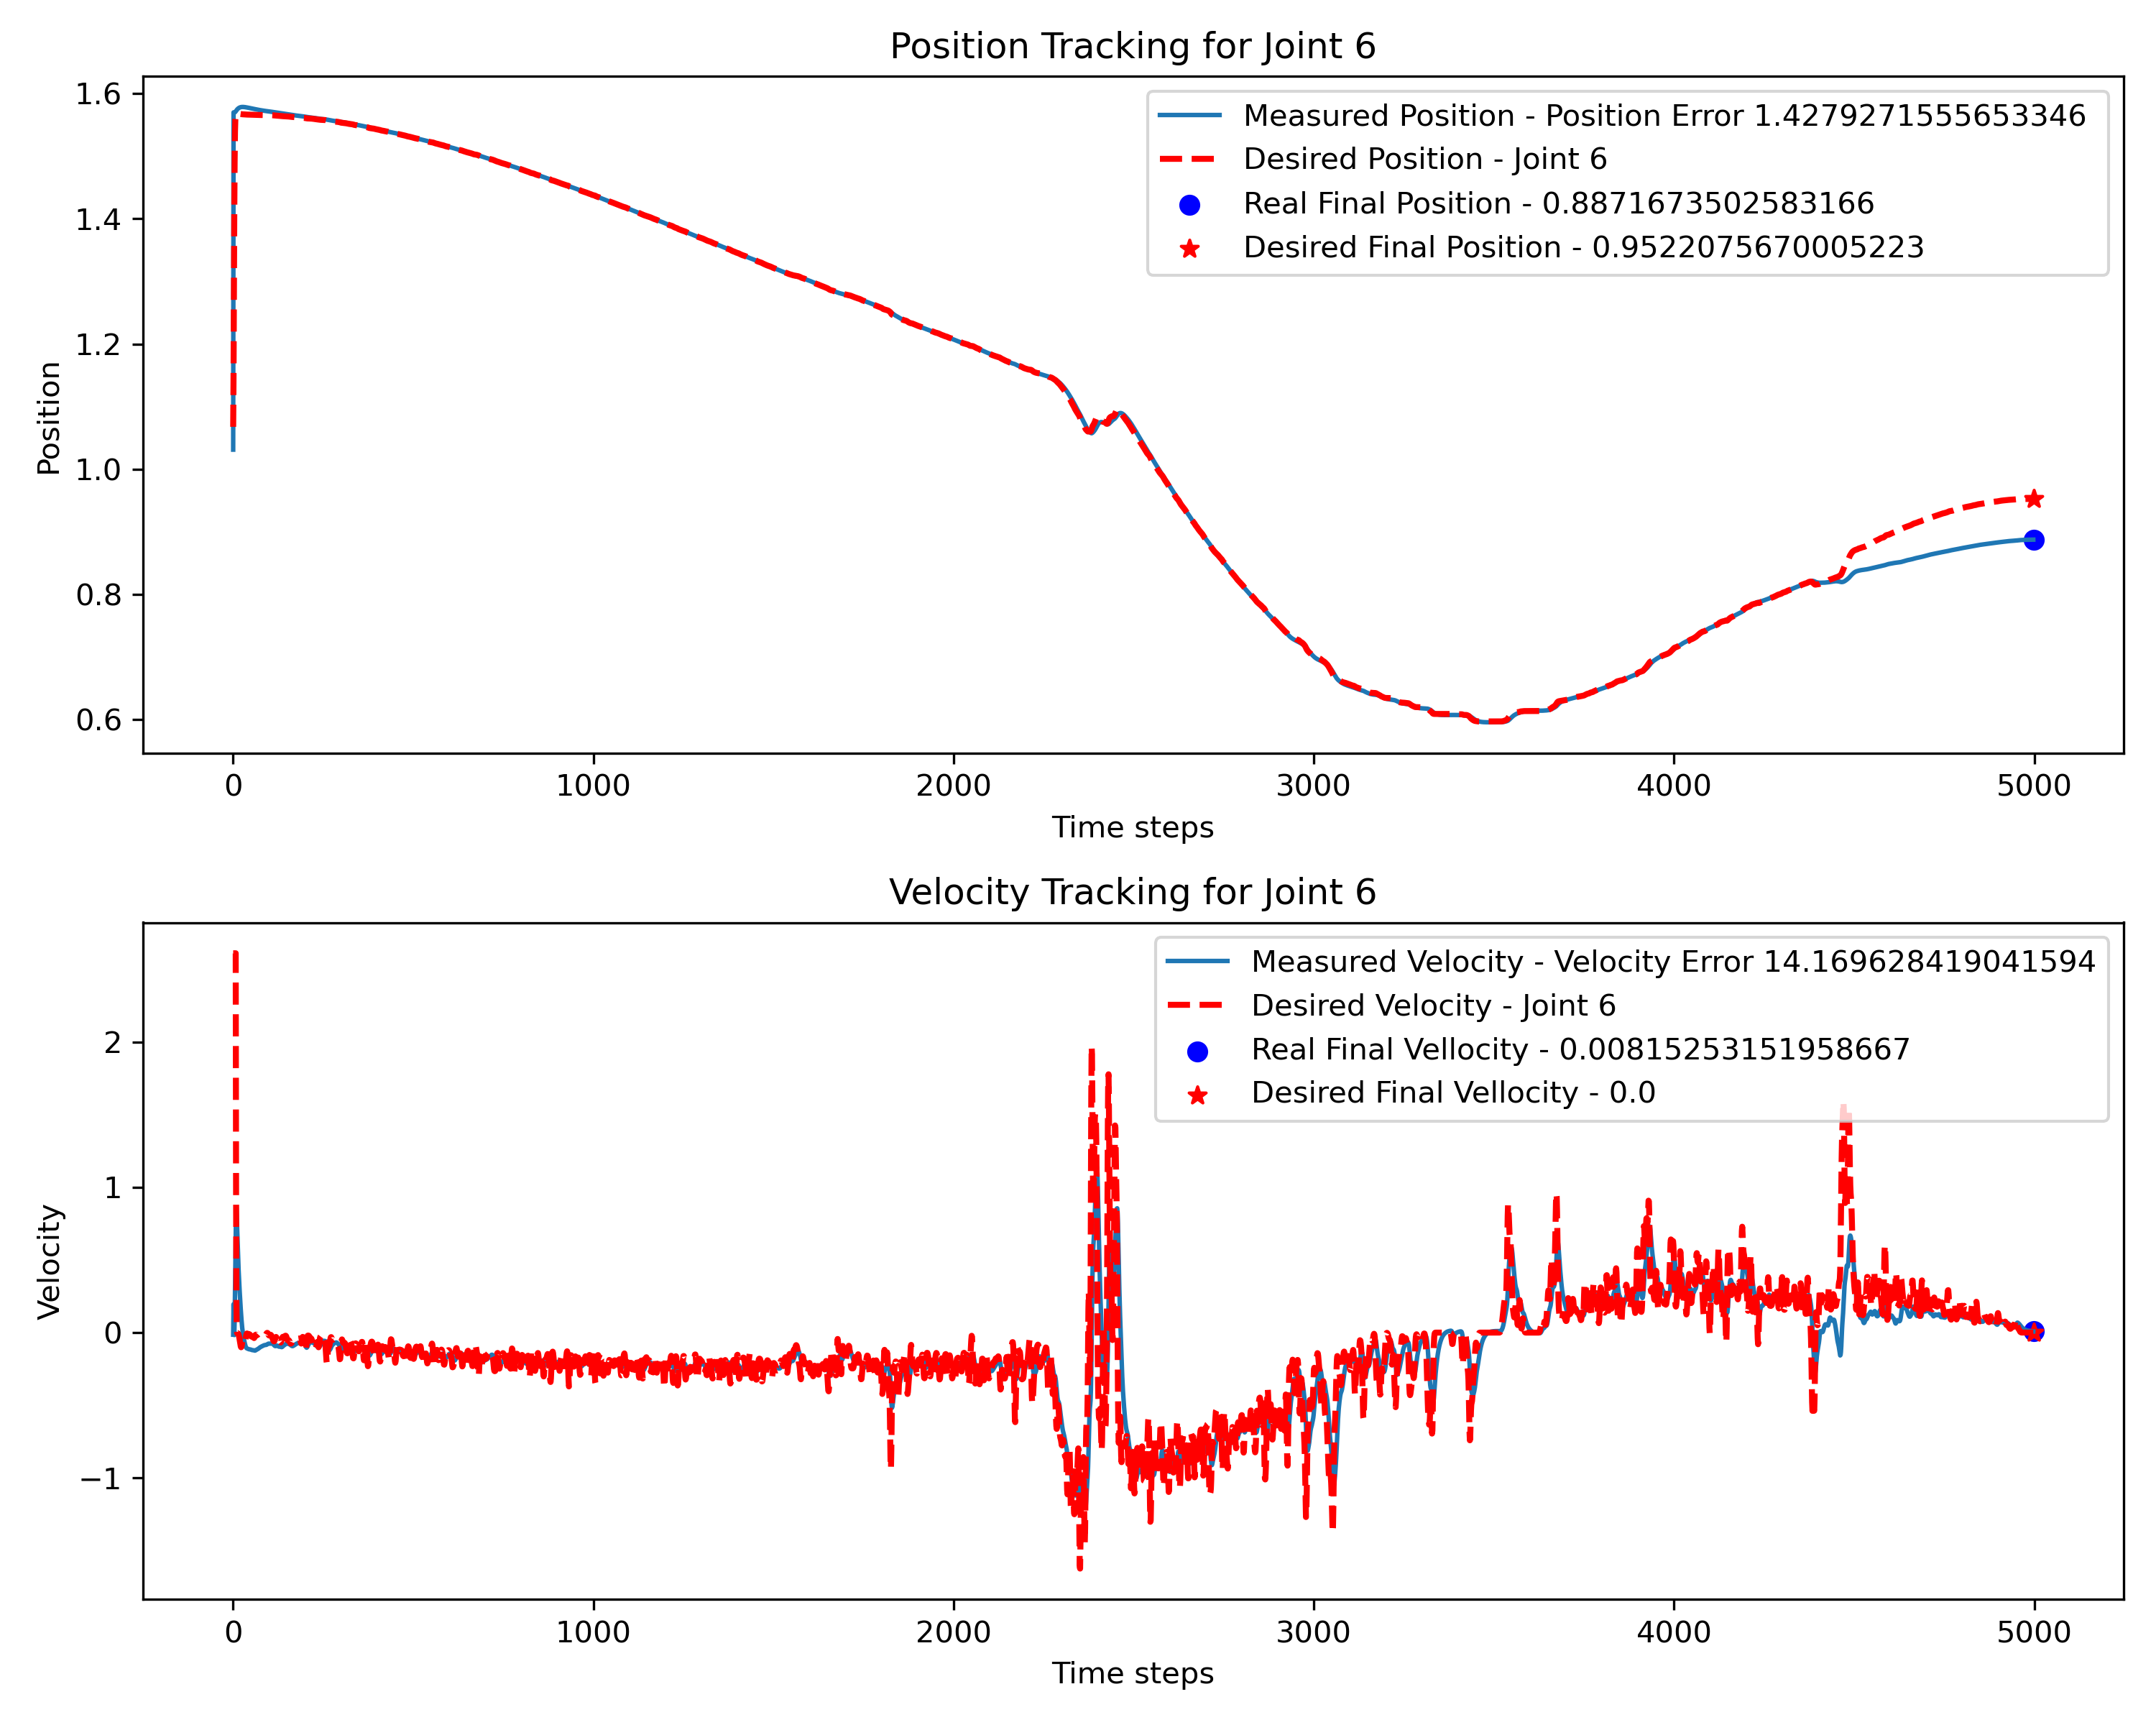 Position Tracking for Joint 6
Measured Position - Position Error 1.4279271555653346
Desired Position - Joint 6
Real Final Position - 0.8871673502583166
Desired Final Position - 0.9522075670005223
Position
1.6
1.4
1.2
1.0
0.8
0.6
0 1000 2000 3000 4000 5000
Time steps
Velocity Tracking for Joint 6
Measured Velocity - Velocity Error 14.169628419041594
Desired Velocity - Joint 6
Real Final Vellocity - 0.00815253151958667
Desired Final Vellocity - 0.0
Velocity
2
1
0
−1
0 1000 2000 3000 4000 5000
Time steps